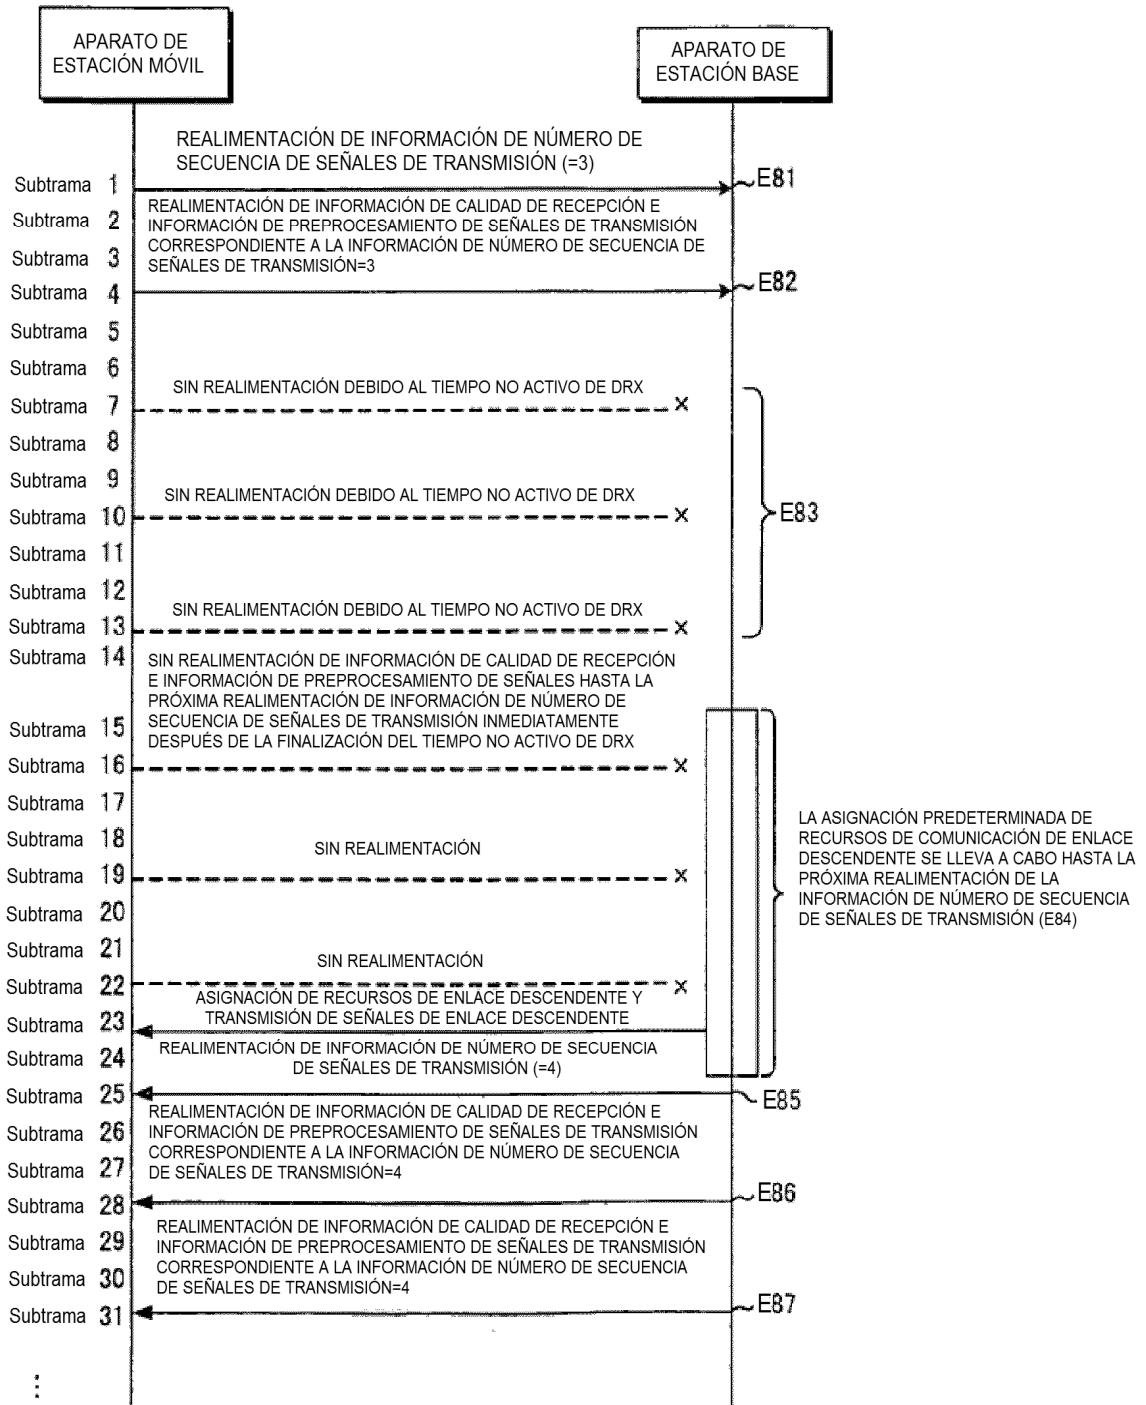 APARATO DE
ESTACIÓN MÓVIL
APARATO DE
ESTACIÓN BASE
REALIMENTACIÓN DE INFORMACIÓN DE NÚMERO DE
SECUENCIA DE SEÑALES DE TRANSMISIÓN (=3)
Subtrama 1
E81
Subtrama 2
Subtrama 3
REALIMENTACIÓN DE INFORMACIÓN DE CALIDAD DE RECEPCIÓN E
INFORMACIÓN DE PREPROCESAMIENTO DE SEÑALES DE TRANSMISIÓN
CORRESPONDIENTE A LA INFORMACIÓN DE NÚMERO DE SECUENCIA DE
SEÑALES DE TRANSMISIÓN=3
Subtrama 4
E82
Subtrama 5
Subtrama 6
SIN REALIMENTACIÓN DEBIDO AL TIEMPO NO ACTIVO DE DRX
Subtrama 7
X
Subtrama 8
Subtrama 9
SIN REALIMENTACIÓN DEBIDO AL TIEMPO NO ACTIVO DE DRX
Subtrama 10
X
E83
Subtrama 11
Subtrama 12
SIN REALIMENTACIÓN DEBIDO AL TIEMPO NO ACTIVO DE DRX
Subtrama 13
X
Subtrama 14
SIN REALIMENTACIÓN DE INFORMACIÓN DE CALIDAD DE RECEPCIÓN
E INFORMACIÓN DE PREPROCESAMIENTO DE SEÑALES HASTA LA
PRÓXIMA REALIMENTACIÓN DE INFORMACIÓN DE NÚMERO DE
SECUENCIA DE SEÑALES DE TRANSMISIÓN INMEDIATAMENTE
DESPUÉS DE LA FINALIZACIÓN DEL TIEMPO NO ACTIVO DE DRX
Subtrama 15
Subtrama 16
X
Subtrama 17
Subtrama 18
SIN REALIMENTACIÓN
Subtrama 19
X
LA ASIGNACIÓN PREDETERMINADA DE
RECURSOS DE COMUNICACIÓN DE ENLACE
DESCENDENTE SE LLEVA A CABO HASTA LA
PRÓXIMA REALIMENTACIÓN DE LA
INFORMACIÓN DE NÚMERO DE SECUENCIA
DE SEÑALES DE TRANSMISIÓN (E84)
Subtrama 20
Subtrama 21
SIN REALIMENTACIÓN
Subtrama 22
X
ASIGNACIÓN DE RECURSOS DE ENLACE DESCENDENTE Y
TRANSMISIÓN DE SEÑALES DE ENLACE DESCENDENTE
Subtrama 23
Subtrama 24
REALIMENTACIÓN DE INFORMACIÓN DE NÚMERO DE SECUENCIA
DE SEÑALES DE TRANSMISIÓN (=4)
Subtrama 25
E85
Subtrama 26
Subtrama 27
REALIMENTACIÓN DE INFORMACIÓN DE CALIDAD DE RECEPCIÓN E
INFORMACIÓN DE PREPROCESAMIENTO DE SEÑALES DE TRANSMISIÓN
CORRESPONDIENTE A LA INFORMACIÓN DE NÚMERO DE SECUENCIA
DE SEÑALES DE TRANSMISIÓN=4
Subtrama 28
E86
Subtrama 29
Subtrama 30
REALIMENTACIÓN DE INFORMACIÓN DE CALIDAD DE RECEPCIÓN E
INFORMACIÓN DE PREPROCESAMIENTO DE SEÑALES DE TRANSMISIÓN
CORRESPONDIENTE A LA INFORMACIÓN DE NÚMERO DE SECUENCIA
DE SEÑALES DE TRANSMISIÓN=4
Subtrama 31
E87
⋮